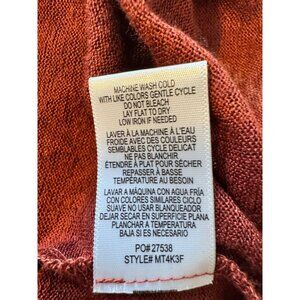 MACHINE WASH COLD
WITH LIKE COLORS GENTLE CYCLE
DO NOT BLEACH
LAY FLAT TO DRY
LOW IRON IF NEEDED
LAVER À LA MACHINE À L'EAU
FROIDE AVEC DES COULEURS
SEMBLABLES CYCLE DELICAT
NE PAS BLANCHIR
ÉTENDRE À PLAT POUR SÉCHER
REPASSER À BASSE
TEMPÉRATURE AU BESOIN
LAVAR A MÁQUINA CON AGUA FRÍA
CON COLORES SIMILARES CICLO
SUAVE NO USAR BLANQUEADOR
DEJAR SECAR EN SUPERFICIE PLANA
PLANCHAR A TEMPERATURA
BAJA SI ES NECESARIO
PO# 27538
STYLE# MT4K3F